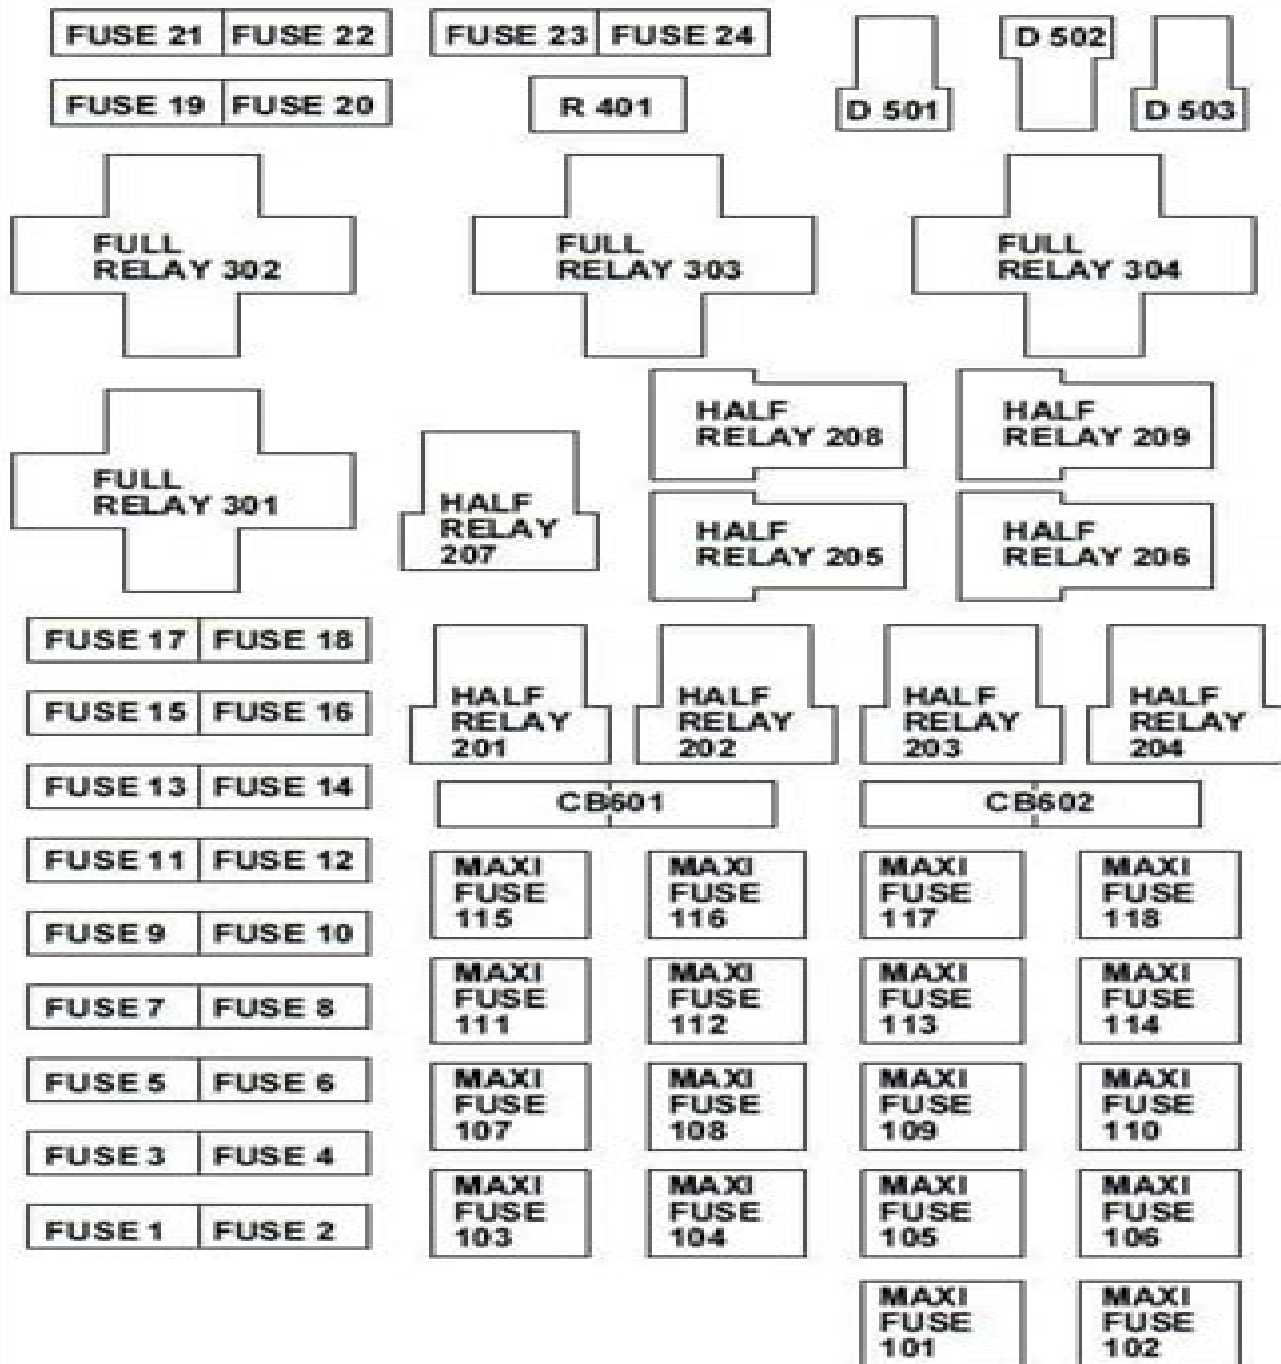 FUSE 21 FUSE 22 FUSE 23 FUSE 24
D 502
FUSE 19 FUSE 20 R 401 D 501 D 503
FULL
RELAY 302
FULL
RELAY 303
FULL
RELAY 304
HALF
RELAY 208
HALF
RELAY 209
FULL
RELAY 301
HALF
RELAY
207
HALF
RELAY 205
HALF
RELAY 206
FUSE 17 FUSE 18
FUSE 15 FUSE 16
FUSE 13 FUSE 14
FUSE 11 FUSE 12
FUSE 9 FUSE 10
FUSE 7 FUSE 8
FUSE 5 FUSE 6
FUSE 3 FUSE 4
FUSE 1 FUSE 2
HALF
RELAY
201
HALF
RELAY
202
HALF
RELAY
203
HALF
RELAY
204
CB601 CB602
MAXI
FUSE
115
MAXI
FUSE
116
MAXI
FUSE
117
MAXI
FUSE
118
MAXI
FUSE
111
MAXI
FUSE
112
MAXI
FUSE
113
MAXI
FUSE
114
MAXI
FUSE
107
MAXI
FUSE
108
MAXI
FUSE
109
MAXI
FUSE
110
MAXI
FUSE
103
MAXI
FUSE
104
MAXI
FUSE
105
MAXI
FUSE
106
MAXI
FUSE
101
MAXI
FUSE
102